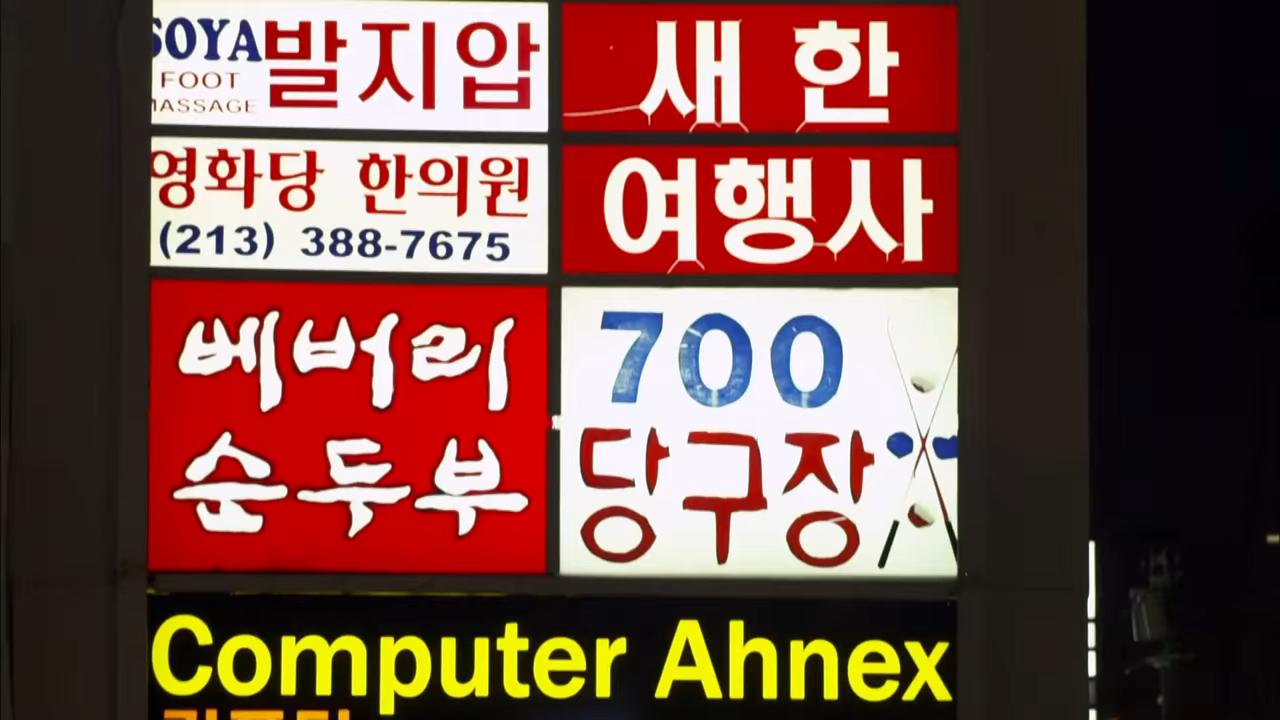 SOYA 발지압
FOOT
MASSAGE
새한
여행사
영화당 한의원
(213) 388-7675
베버리
순두부
700
당구장
Computer Ahnex